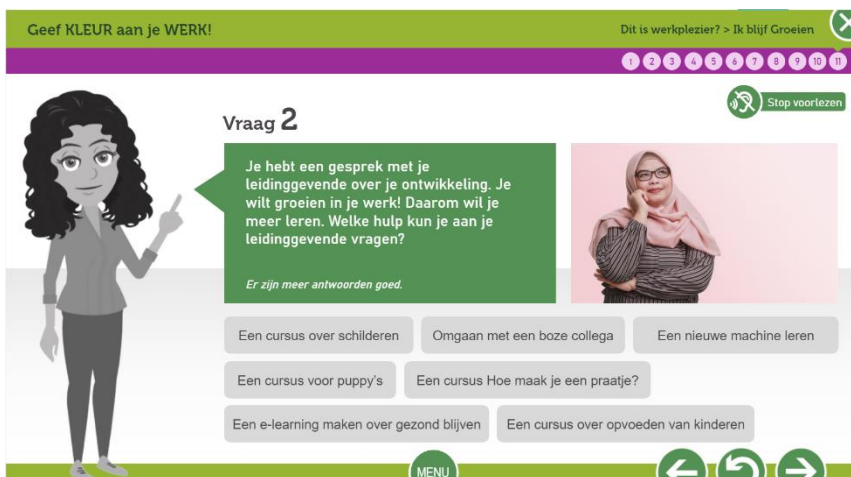 Geef KLEUR aan je WERK!
Dit is werkplezier? > Ik blijf Groeien
1 2 3 4 5 6 7 8 9 10 11
Stop voorlezen
Vraag 2
Je hebt een gesprek met je
leidinggevende over je ontwikkeling. Je
wilt groeien in je werk! Daarom wil je
meer leren. Welke hulp kun je aan je
leidinggevende vragen?
Er zijn meer antwoorden goed.
Een cursus over schilderen
Omgaan met een boze collega
Een nieuwe machine leren
Een cursus voor puppy's
Een cursus Hoe maak je een praatje?
Een e-learning maken over gezond blijven
Een cursus over opvoeden van kinderen
MENU